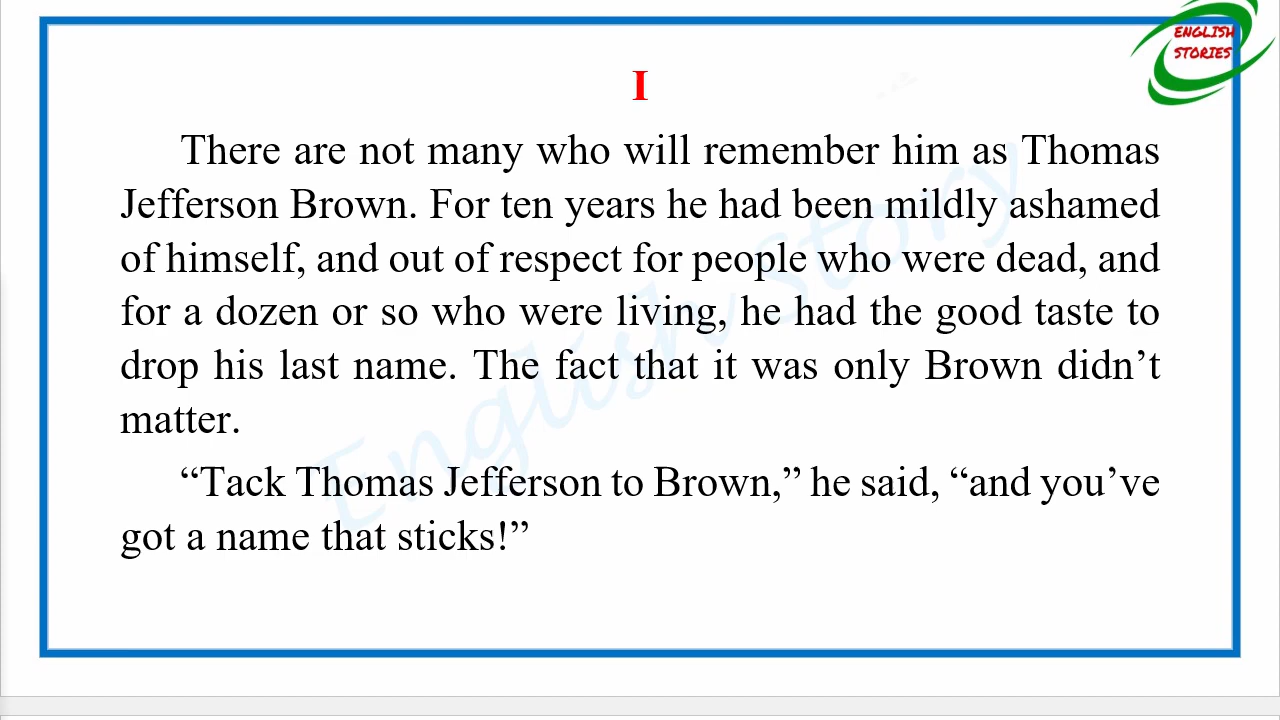 ENGLISH
STORIES
I
There are not many who will remember him as Thomas
Jefferson Brown. For ten years he had been mildly ashamed
of himself, and out of respect for people who were dead, and
for a dozen or so who were living, he had the good taste to
drop his last name. The fact that it was only Brown didn’t
matter.
“Tack Thomas Jefferson to Brown,” he said, “and you’ve
got a name that sticks!”
English story